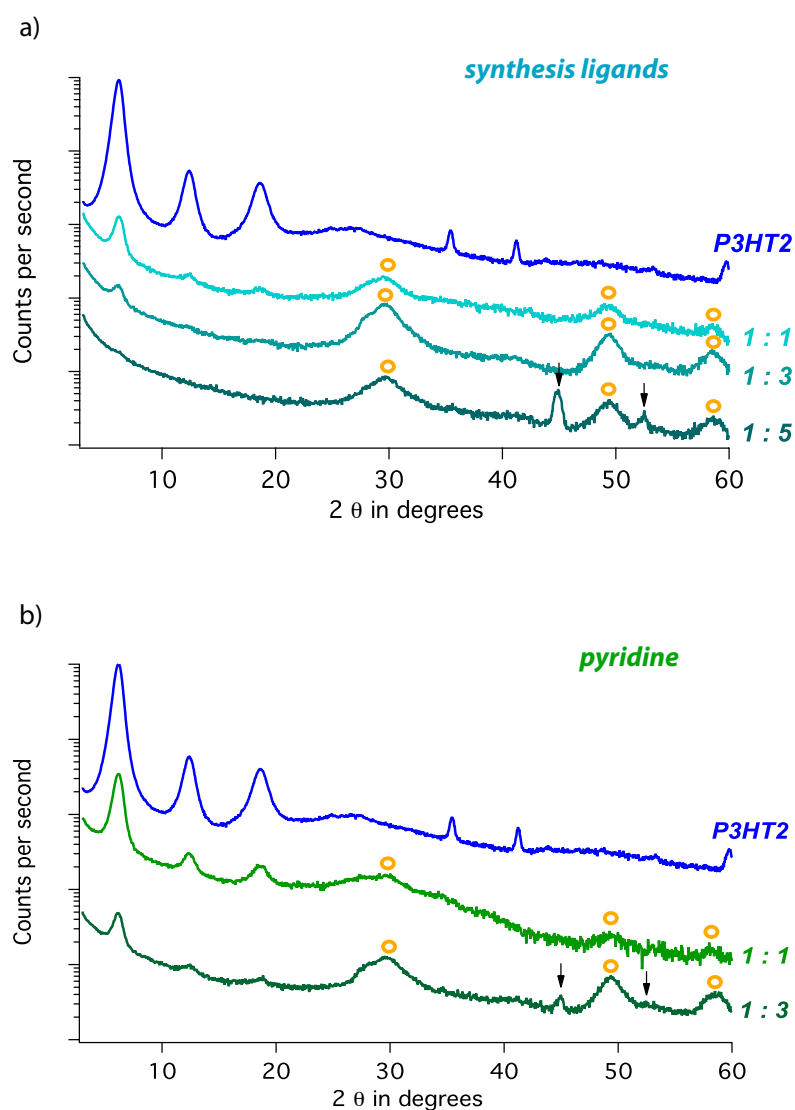 a)
synthesis ligands
Counts per second
P3HT2
1 : 1
1 : 3
1 : 5
10 20 30 40 50 60
2 θ in degrees
b)
pyridine
Counts per second
P3HT2
1 : 1
1 : 3
10 20 30 40 50 60
2 θ in degrees